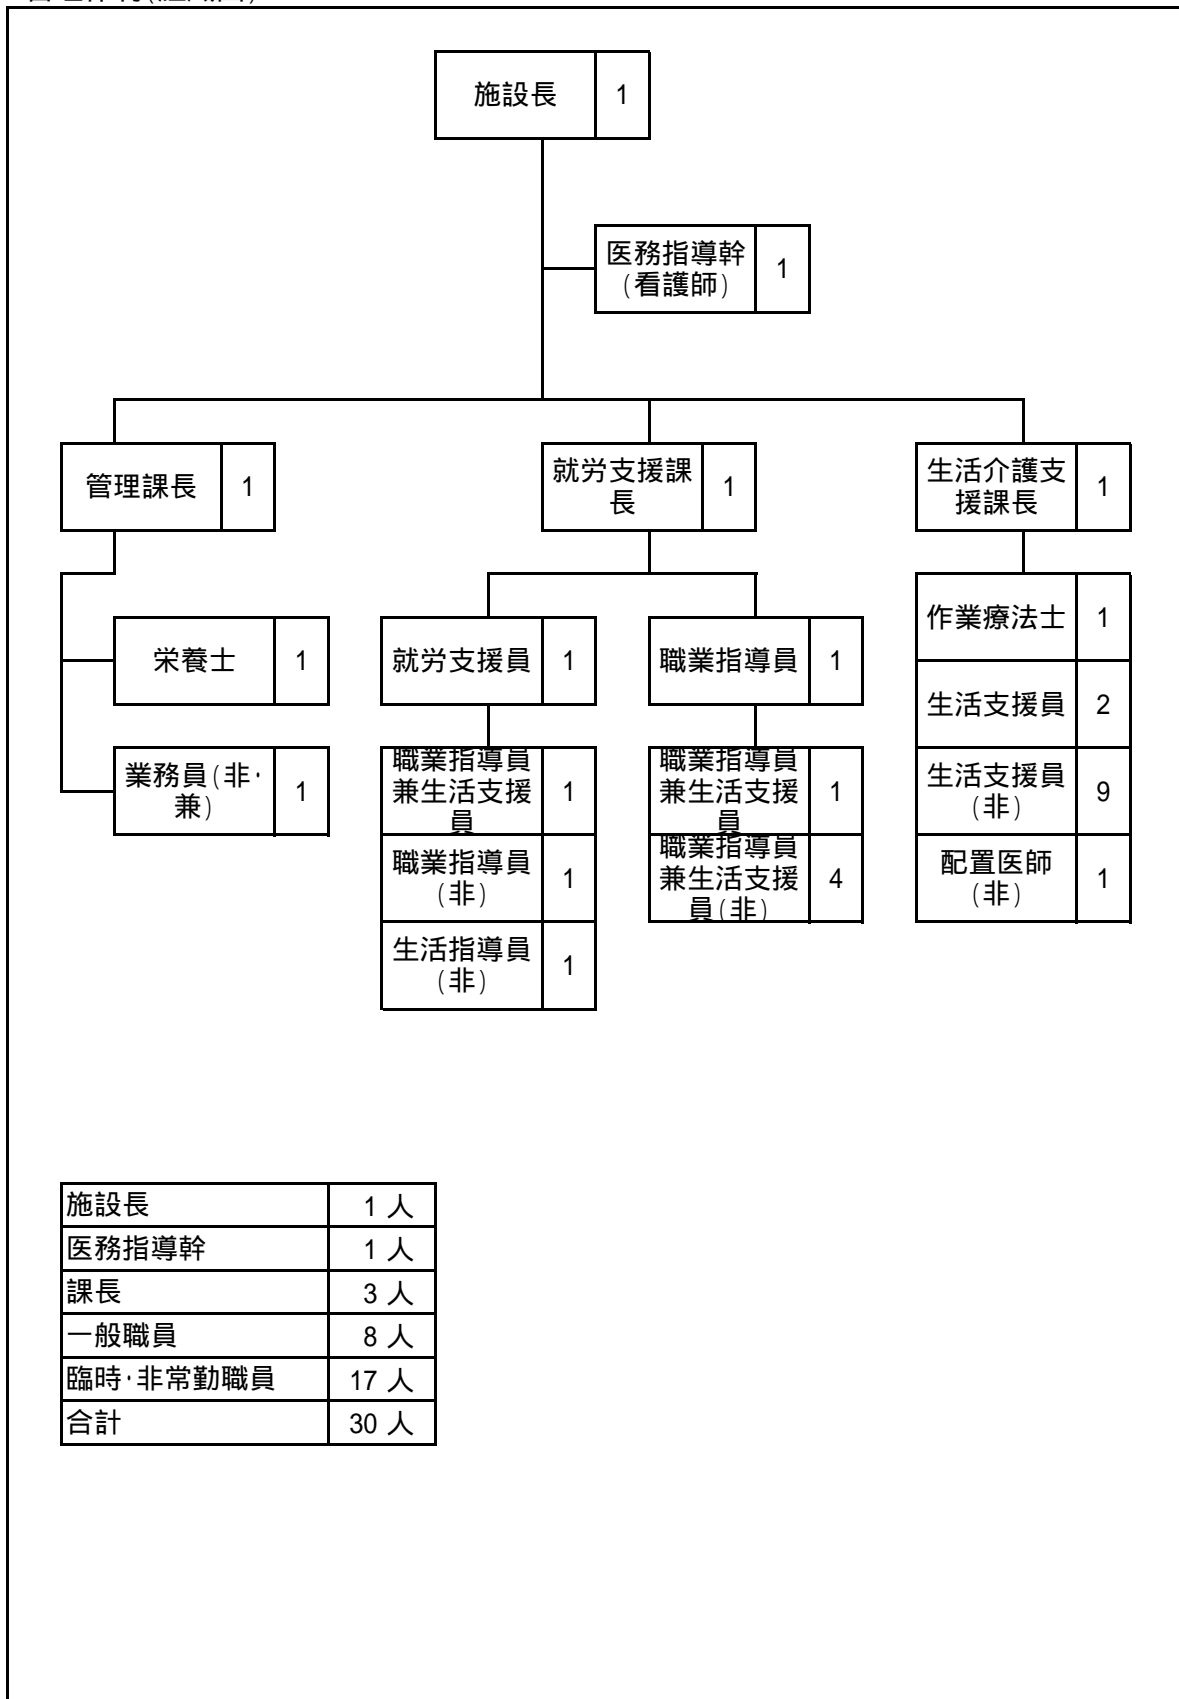 施設長 1
医務指導幹
(看護師)
1
管理課長 1
就労支援課
長
1
生活介護支
援課長
1
栄養士 1
業務員(非・
兼)
1
就労支援員 1
職業指導員
兼生活支援
員
1
職業指導員
(非)
1
生活指導員
(非)
1
職業指導員 1
職業指導員
兼生活支援
員
1
職業指導員
兼生活支援
員(非)
4
作業療法士 1
生活支援員 2
生活支援員
(非)
9
配置医師
(非)
1
施設長 1 人
医務指導幹 1 人
課長 3 人
一般職員 8 人
臨時・非常勤職員 17 人
合計 30 人